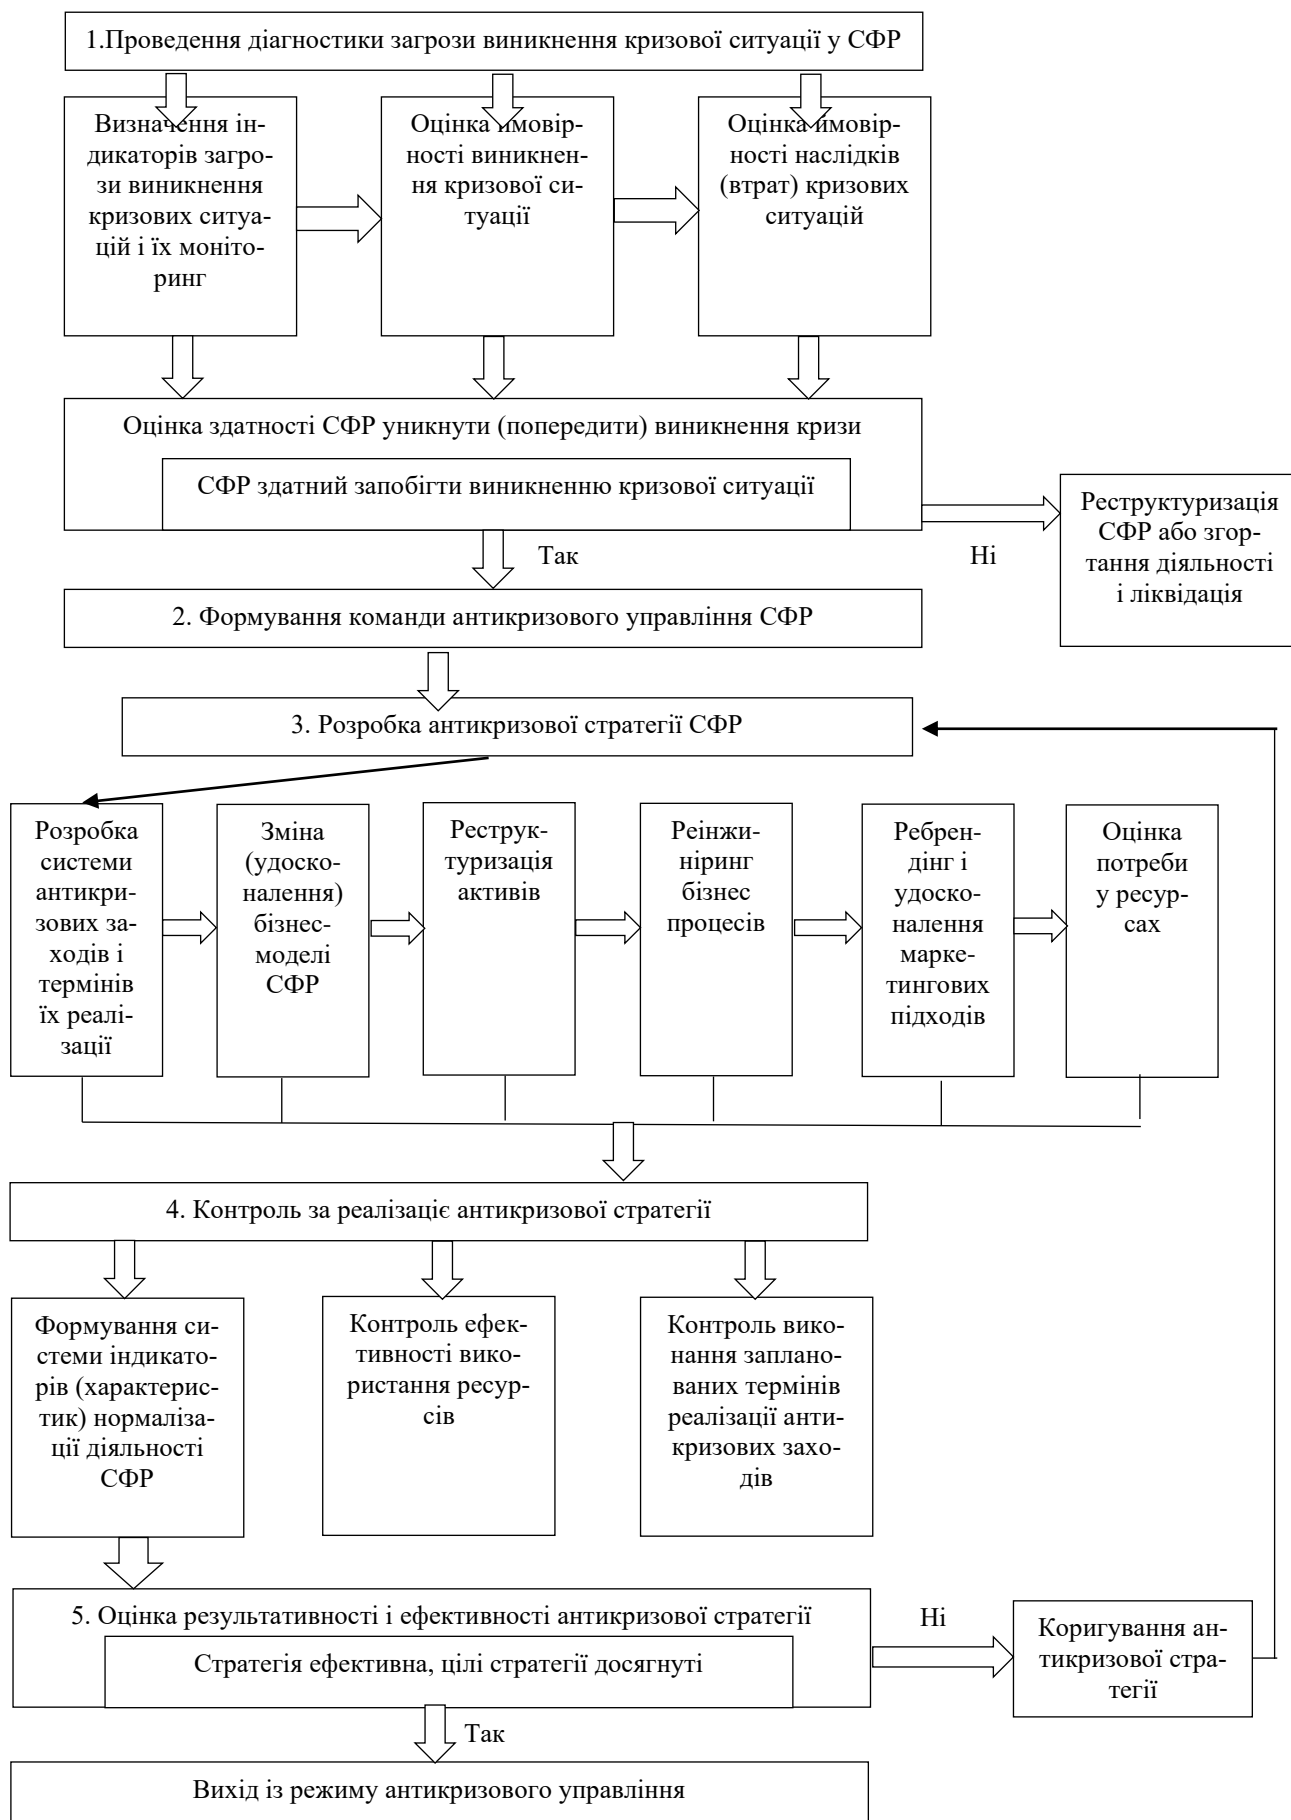 1.Проведення діагностики загрози виникнення кризової ситуації у СФР
Визначення ін-
дикаторів загро-
зи виникнення
кризових ситуа-
цій і їх моніто-
ринг
Оцінка ймовір-
ності виникнен-
ня кризової си-
туації
Оцінка ймовір-
ності наслідків
(втрат) кризових
ситуацій
Оцінка здатності СФР уникнути (попередити) виникнення кризи
СФР здатний запобігти виникненню кризової ситуації
Реструктуризація
СФР або згор-
тання діяльності
і ліквідація
Так
Ні
2. Формування команди антикризового управління СФР
3. Розробка антикризової стратегії СФР
Розробка
системи
антикри-
зових за-
ходів і
термінів
їх реалі-
зації
Зміна
(удоско-
налення)
бізнес-
моделі
СФР
Реструк-
туризація
активів
Реінжи-
ніринг
бізнес
процесів
Ребрен-
дінг і
удоско-
налення
марке-
тингових
підходів
Оцінка
потреби
у ресур-
сах
4. Контроль за реалізаціє антикризової стратегії
Формування си-
стеми індикато-
рів (характерис-
тик) нормаліза-
ції діяльності
СФР
Контроль ефе-
ктивності вико-
ристання ресур-
сів
Контроль вико-
нання заплано-
ваних термінів
реалізації анти-
кризових захо-
дів
5. Оцінка результативності і ефективності антикризової стратегії
Стратегія ефективна, цілі стратегії досягнуті
Ні
Коригування ан-
тикризової стра-
тегії
Так
Вихід із режиму антикризового управління